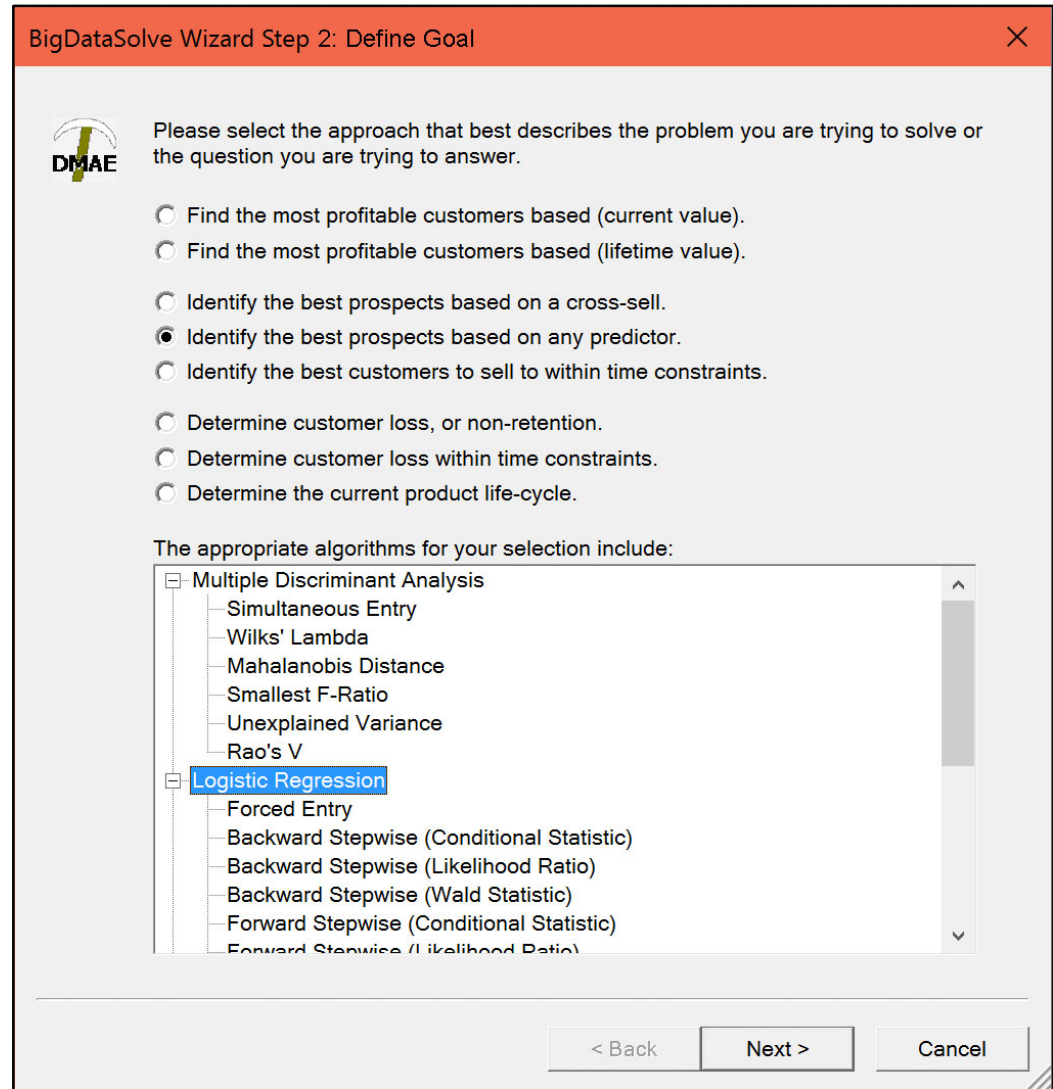 BigDataSolve Wizard Step 2: Define Goal
DMAE
Please select the approach that best describes the problem you are trying to solve or
the question you are trying to answer.
Find the most profitable customers based (current value).
Find the most profitable customers based (lifetime value).
Identify the best prospects based on a cross-sell.
Identify the best prospects based on any predictor.
Identify the best customers to sell to within time constraints.
Determine customer loss, or non-retention.
Determine customer loss within time constraints.
Determine the current product life-cycle.
The appropriate algorithms for your selection include:
Multiple Discriminant Analysis
Simultaneous Entry
Wilks' Lambda
Mahalanobis Distance
Smallest F-Ratio
Unexplained Variance
Rao's V
Logistic Regression
Forced Entry
Backward Stepwise (Conditional Statistic)
Backward Stepwise (Likelihood Ratio)
Backward Stepwise (Wald Statistic)
Forward Stepwise (Conditional Statistic)
Forward Stepwise (Likelihood Ratio)
< Back
Next >
Cancel